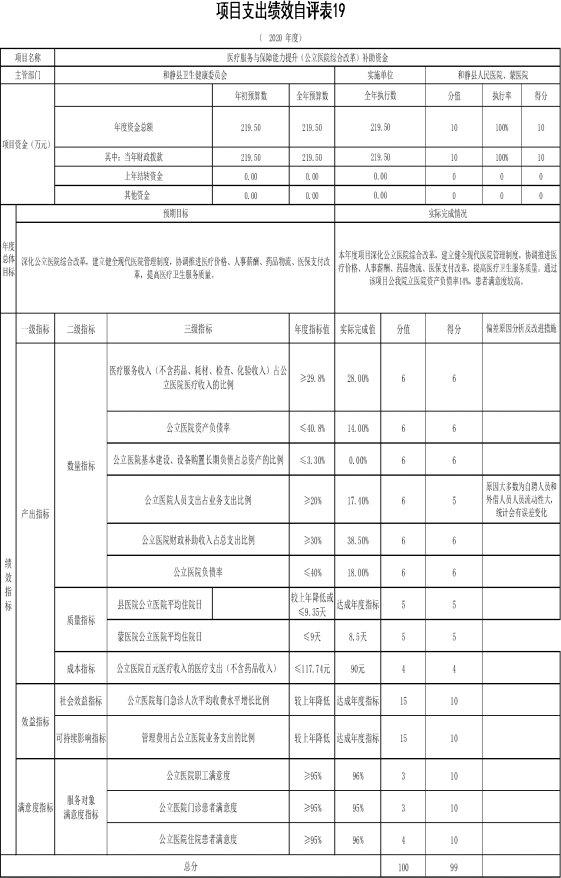 项目支出绩效自评表19
（ 2020 年度）
项目名称 医疗服务与保障能力提升（公立医院综合改革）补助资金
主管部门 和静县卫生健康委员会 实施单位 和静县人民医院、蒙医院
项目资金（万元） 年初预算数 全年预算数 全年执行数 分值 执行率 得分
年度资金总额 219.50 219.50 219.50 10 100% 10
其中：当年财政拨款 219.50 219.50 219.50 10 100% 10
上年结转资金 0.00 0.00 0.00 0 0 0
其他资金 0.00 0.00 0.00 0 0 0
年度总体目标
预期目标 实际完成情况
深化公立医院综合改革，建立健全现代医院管理制度，协调推进医疗价格、人事薪酬、药品物流、医保支付改
革，提高医疗卫生服务质量。
本年度项目深化公立医院综合改革，建立健全现代医院管理制度，协调推进医
疗价格、人事薪酬、药品物流、医保支付改革，提高医疗卫生服务质量。通过
该项目公我院立医院资产负债率14%，患者满意度较高。
绩效指标
一级指标 二级指标 三级指标 年度指标值 实际完成值 分值 得分 偏差原因分析及改进措施
产出指标
数量指标
医疗服务收入（不含药品、耗材、检查、化验收入）占公
立医院医疗收入的比例 ≥29.8% 28.00% 6 6
公立医院资产负债率 ≤40.8% 14.00% 6 6
公立医院基本建设、设备购置长期负债占总资产的比例 ≤3.30% 0.00% 6 6
公立医院人员支出占业务支出比例 ≥20% 17.40% 6 5
原因大多数为自聘人员和
外借人员人员流动性大，
统计会有误差变化
公立医院财政补助收入占总支出比例 ≥30% 38.50% 6 6
公立医院负债率 ≤40% 18.00% 6 6
质量指标
县医院公立医院平均住院日 较上年降低或
≤9.35天 达成年度指标 5 5
蒙医院公立医院平均住院日 ≤9天 8.5天 5 5
成本指标 公立医院百元医疗收入的医疗支出（不含药品收入） ≤117.74元 90元 4 4
效益指标
社会效益指标 公立医院每门急诊人次平均收费水平增长比例 较上年降低 达成年度指标 15 10
可持续影响指标 管理费用占公立医院业务支出的比例 较上年降低 达成年度指标 15 10
满意度指标
服务对象
满意度指标
公立医院职工满意度 ≥95% 96% 3 10
公立医院门诊患者满意度 ≥95% 95% 3 10
公立医院住院患者满意度 ≥95% 96% 4 10
总分 100 99